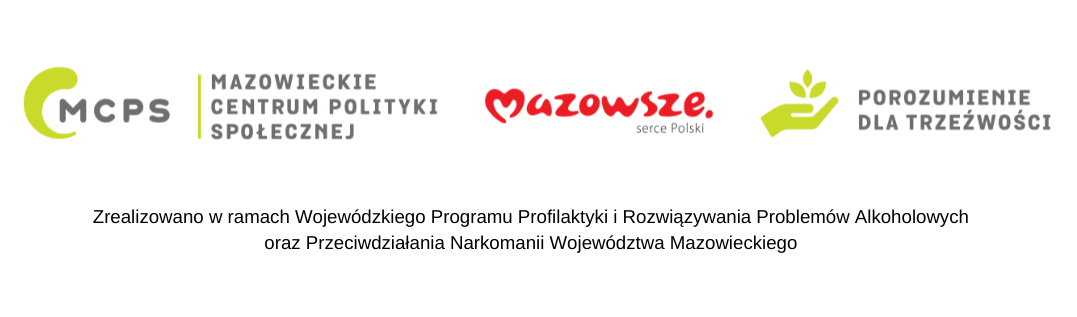 MCPS
MAZOWIECKIE
CENTRUM POLITYKI
SPOŁECZNEJ
Mazowsze.
serce Polski
POROZUMIENIE
DLA TRZEŹWOŚCI
Zrealizowano w ramach Wojewódzkiego Programu Profilaktyki i Rozwiązywania Problemów Alkoholowych
oraz Przeciwdziałania Narkomanii Województwa Mazowieckiego